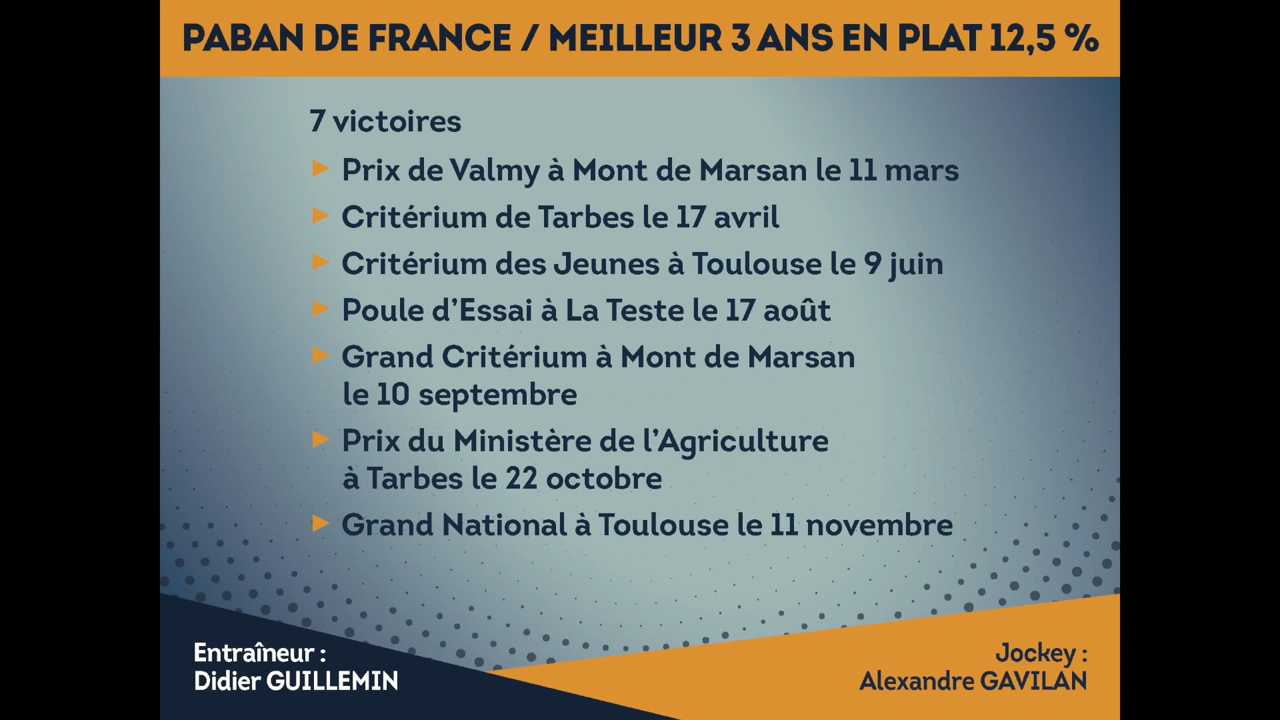 PABAN DE FRANCE / MEILLEUR 3 ANS EN PLAT 12,5 %
7 victoires
Prix de Valmy à Mont de Marsan le 11 mars
Critérium de Tarbes le 17 avril
Critérium des Jeunes à Toulouse le 9 juin
Poule d'Essai à La Teste le 17 août
Grand Critérium à Mont de Marsan
le 10 septembre
Prix du Ministère de l'Agriculture
à Tarbes le 22 octobre
Grand National à Toulouse le 11 novembre
Entraîneur :
Didier GUILLEMIN
Jockey :
Alexandre GAVILAN